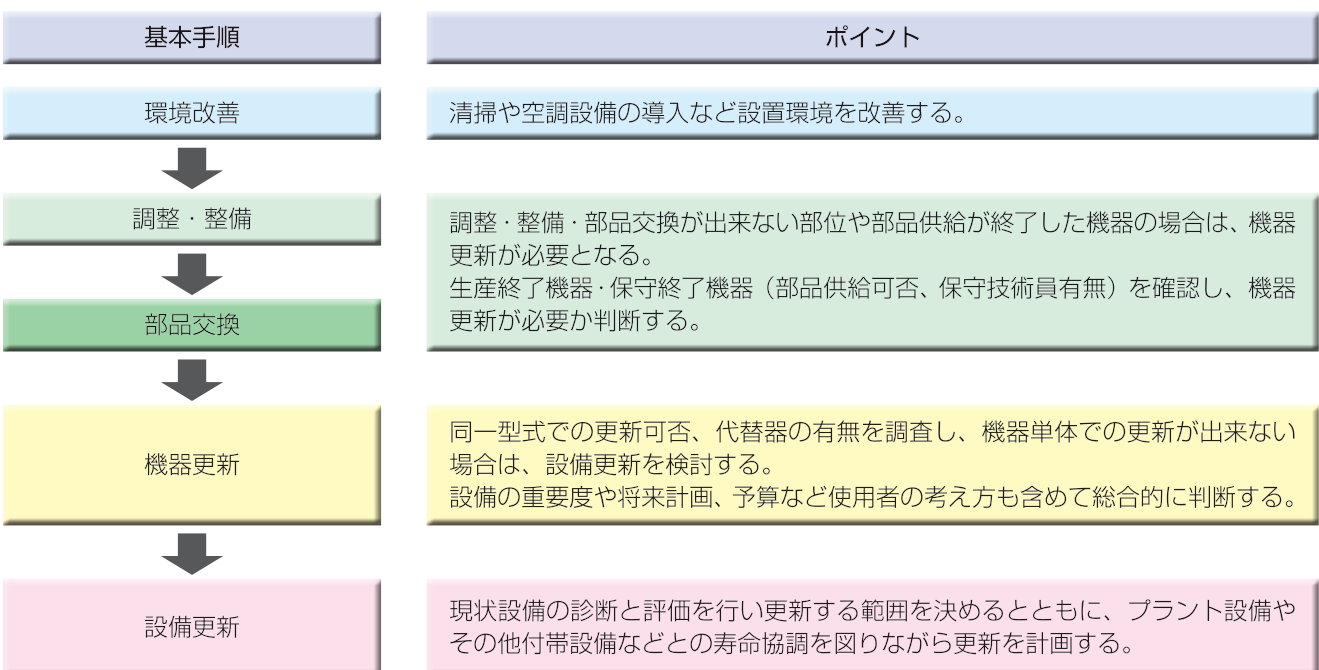 基本手順
ポイント
環境改善
清掃や空調設備の導入など設置環境を改善する。
調整・整備
調整・整備・部品交換が出来ない部位や部品供給が終了した機器の場合は、機器
更新が必要となる。
生産終了機器・保守終了機器（部品供給可否、保守技術員有無）を確認し、機器
更新が必要か判断する。
部品交換
機器更新
同一型式での更新可否、代替器の有無を調査し、機器単体での更新が出来ない
場合は、設備更新を検討する。
設備の重要度や将来計画、予算など使用者の考え方も含めて総合的に判断する。
設備更新
現状設備の診断と評価を行い更新する範囲を決めるとともに、プラント設備や
その他付帯設備などとの寿命協調を図りながら更新を計画する。